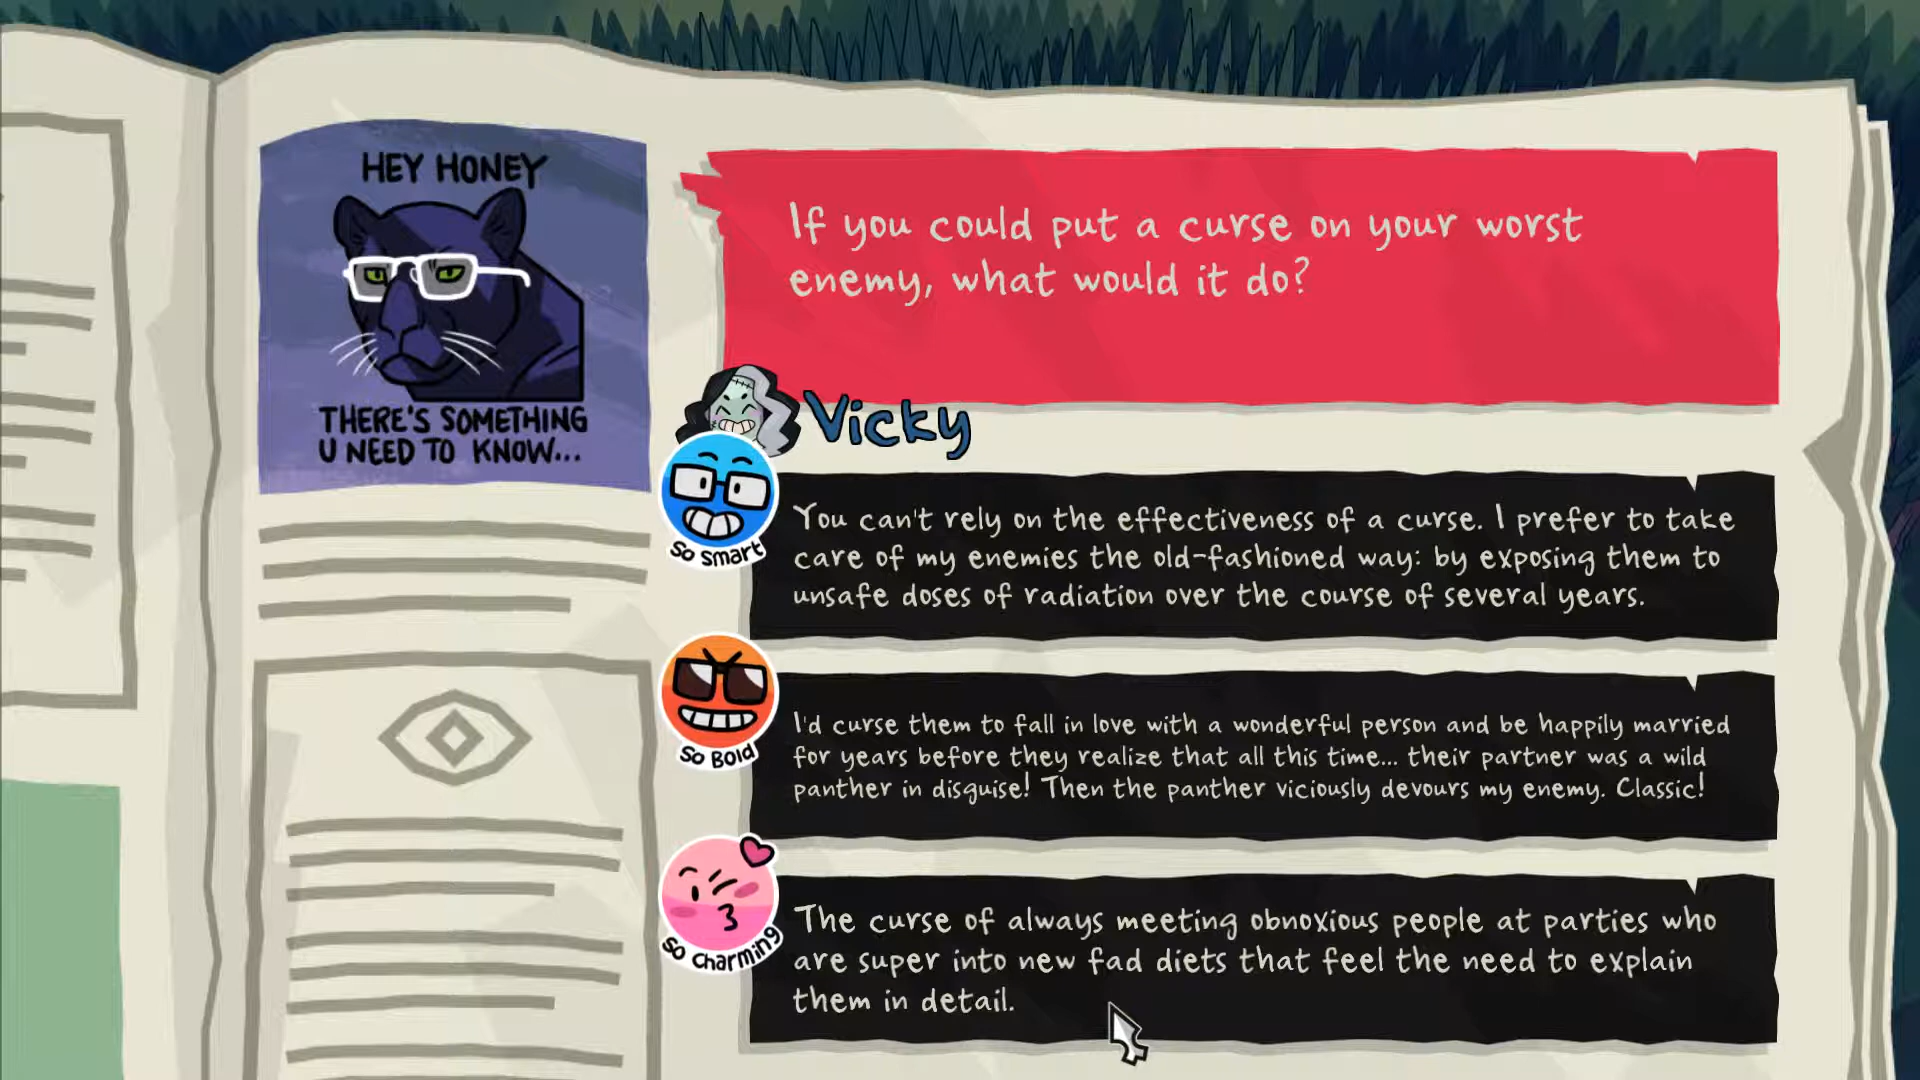 HEY HONEY
THERE'S SOMETHING
U NEED TO KNOW...
If you could put a curse on your worst
enemy, what would it do?
Vicky
So Smart
You can't rely on the effectiveness of a curse. I prefer to take
care of my enemies the old-fashioned way: by exposing them to
unsafe doses of radiation over the course of several years.
So Bold
I'd curse them to fall in love with a wonderful person and be happily married
for years before they realize that all this time... their partner was a wild
panther in disguise! Then the panther viciously devours my enemy. Classic!
So Charming
The curse of always meeting obnoxious people at parties who
are super into new fad diets that feel the need to explain
them in detail.